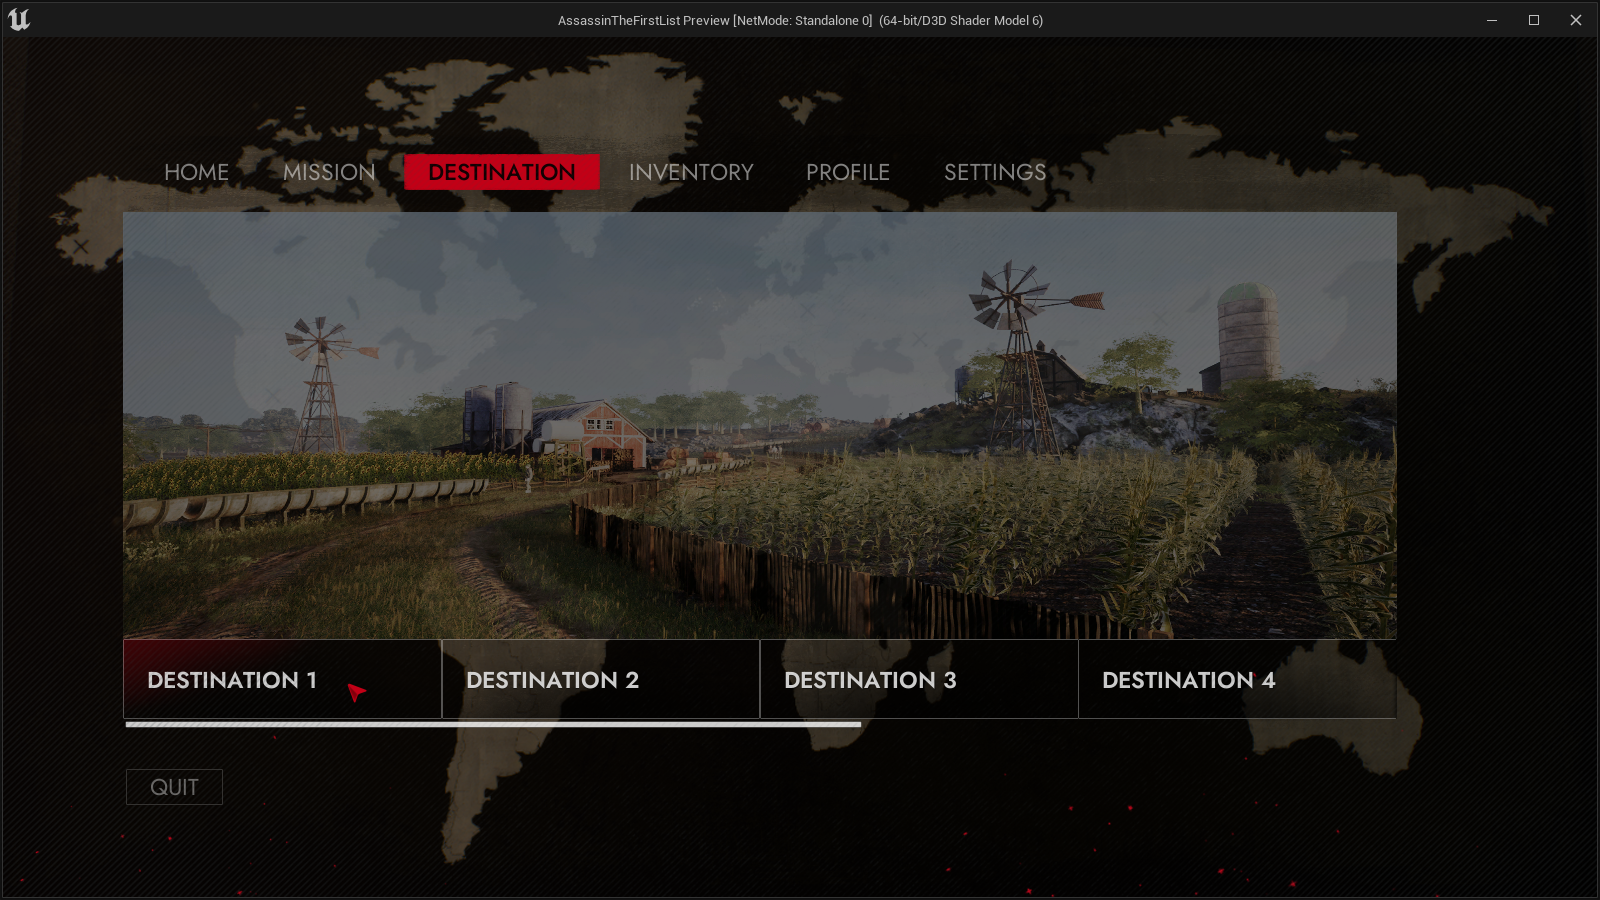 AssassinTheFirstList Preview [NetMode: Standalone 0]  (64-bit/D3D Shader Model 6)
HOME MISSION DESTINATION INVENTORY PROFILE SETTINGS
DESTINATION 1 DESTINATION 2 DESTINATION 3 DESTINATION 4
QUIT